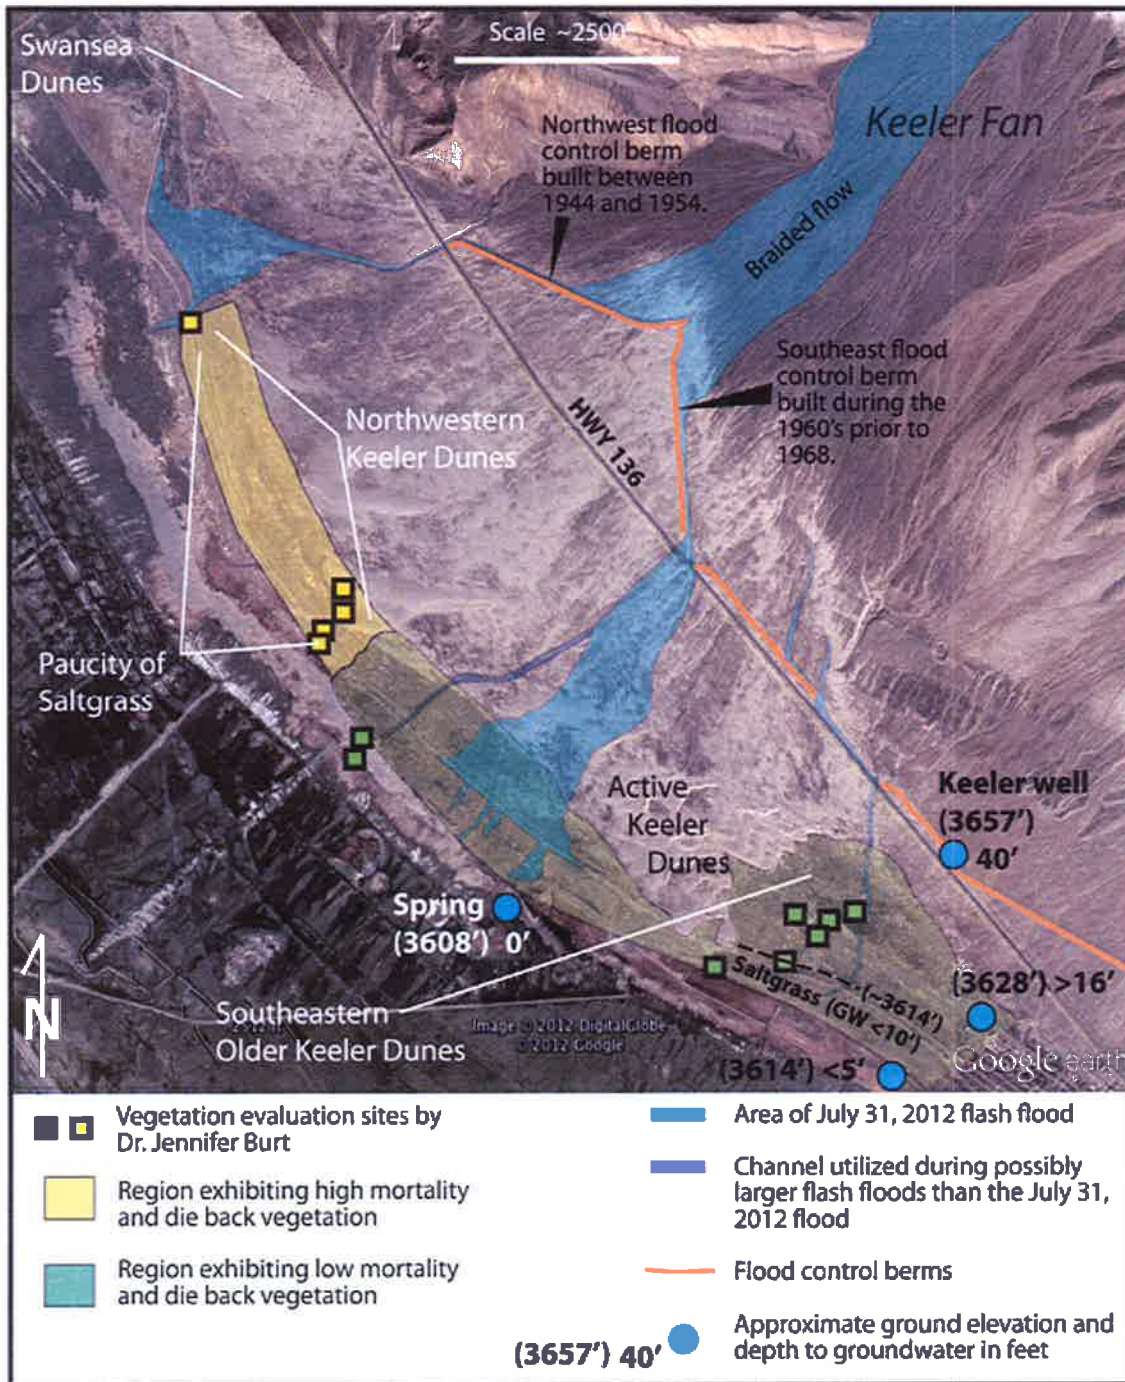 Swansea
Dunes
Scale ~2500'
Keeler Fan
Northwest flood
control berm
built between
1944 and 1954.
Braided flow
Southeast flood
control berm
built during the
1960's prior to
1968.
HWY 136
Northwestern
Keeler Dunes
Paucity of
Saltgrass
Active
Keeler
Dunes
Keeler well
(3657')
40'
Spring
(3608') 0'
Saltgrass (GW <10')
(~3614')
(3628') >16'
Southeastern
Older Keeler Dunes
Image © 2012 DigitalGlobe
© 2012 Google
(3614') <5'
Google earth
Vegetation evaluation sites by
Dr. Jennifer Burt
Region exhibiting high mortality
and die back vegetation
Region exhibiting low mortality
and die back vegetation
Area of July 31, 2012 flash flood
Channel utilized during possibly
larger flash floods than the July 31,
2012 flood
Flood control berms
(3657') 40'
Approximate ground elevation and
depth to groundwater in feet
N